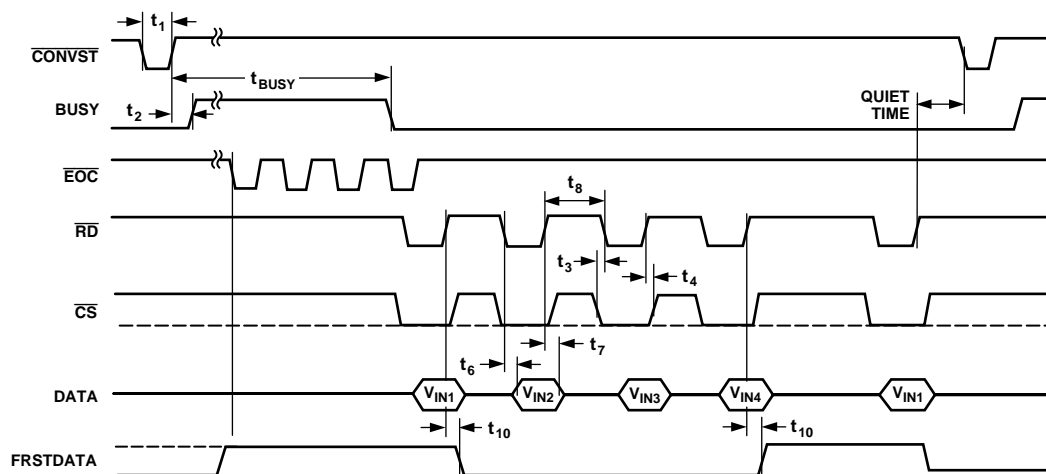 t1
CONVST
tBUSY
BUSY
t2
QUIET
TIME
EOC
t8
RD
t3
t4
CS
t7
t6
DATA
VIN1
VIN2
VIN3
VIN4
VIN1
t10
t10
FRSTDATA